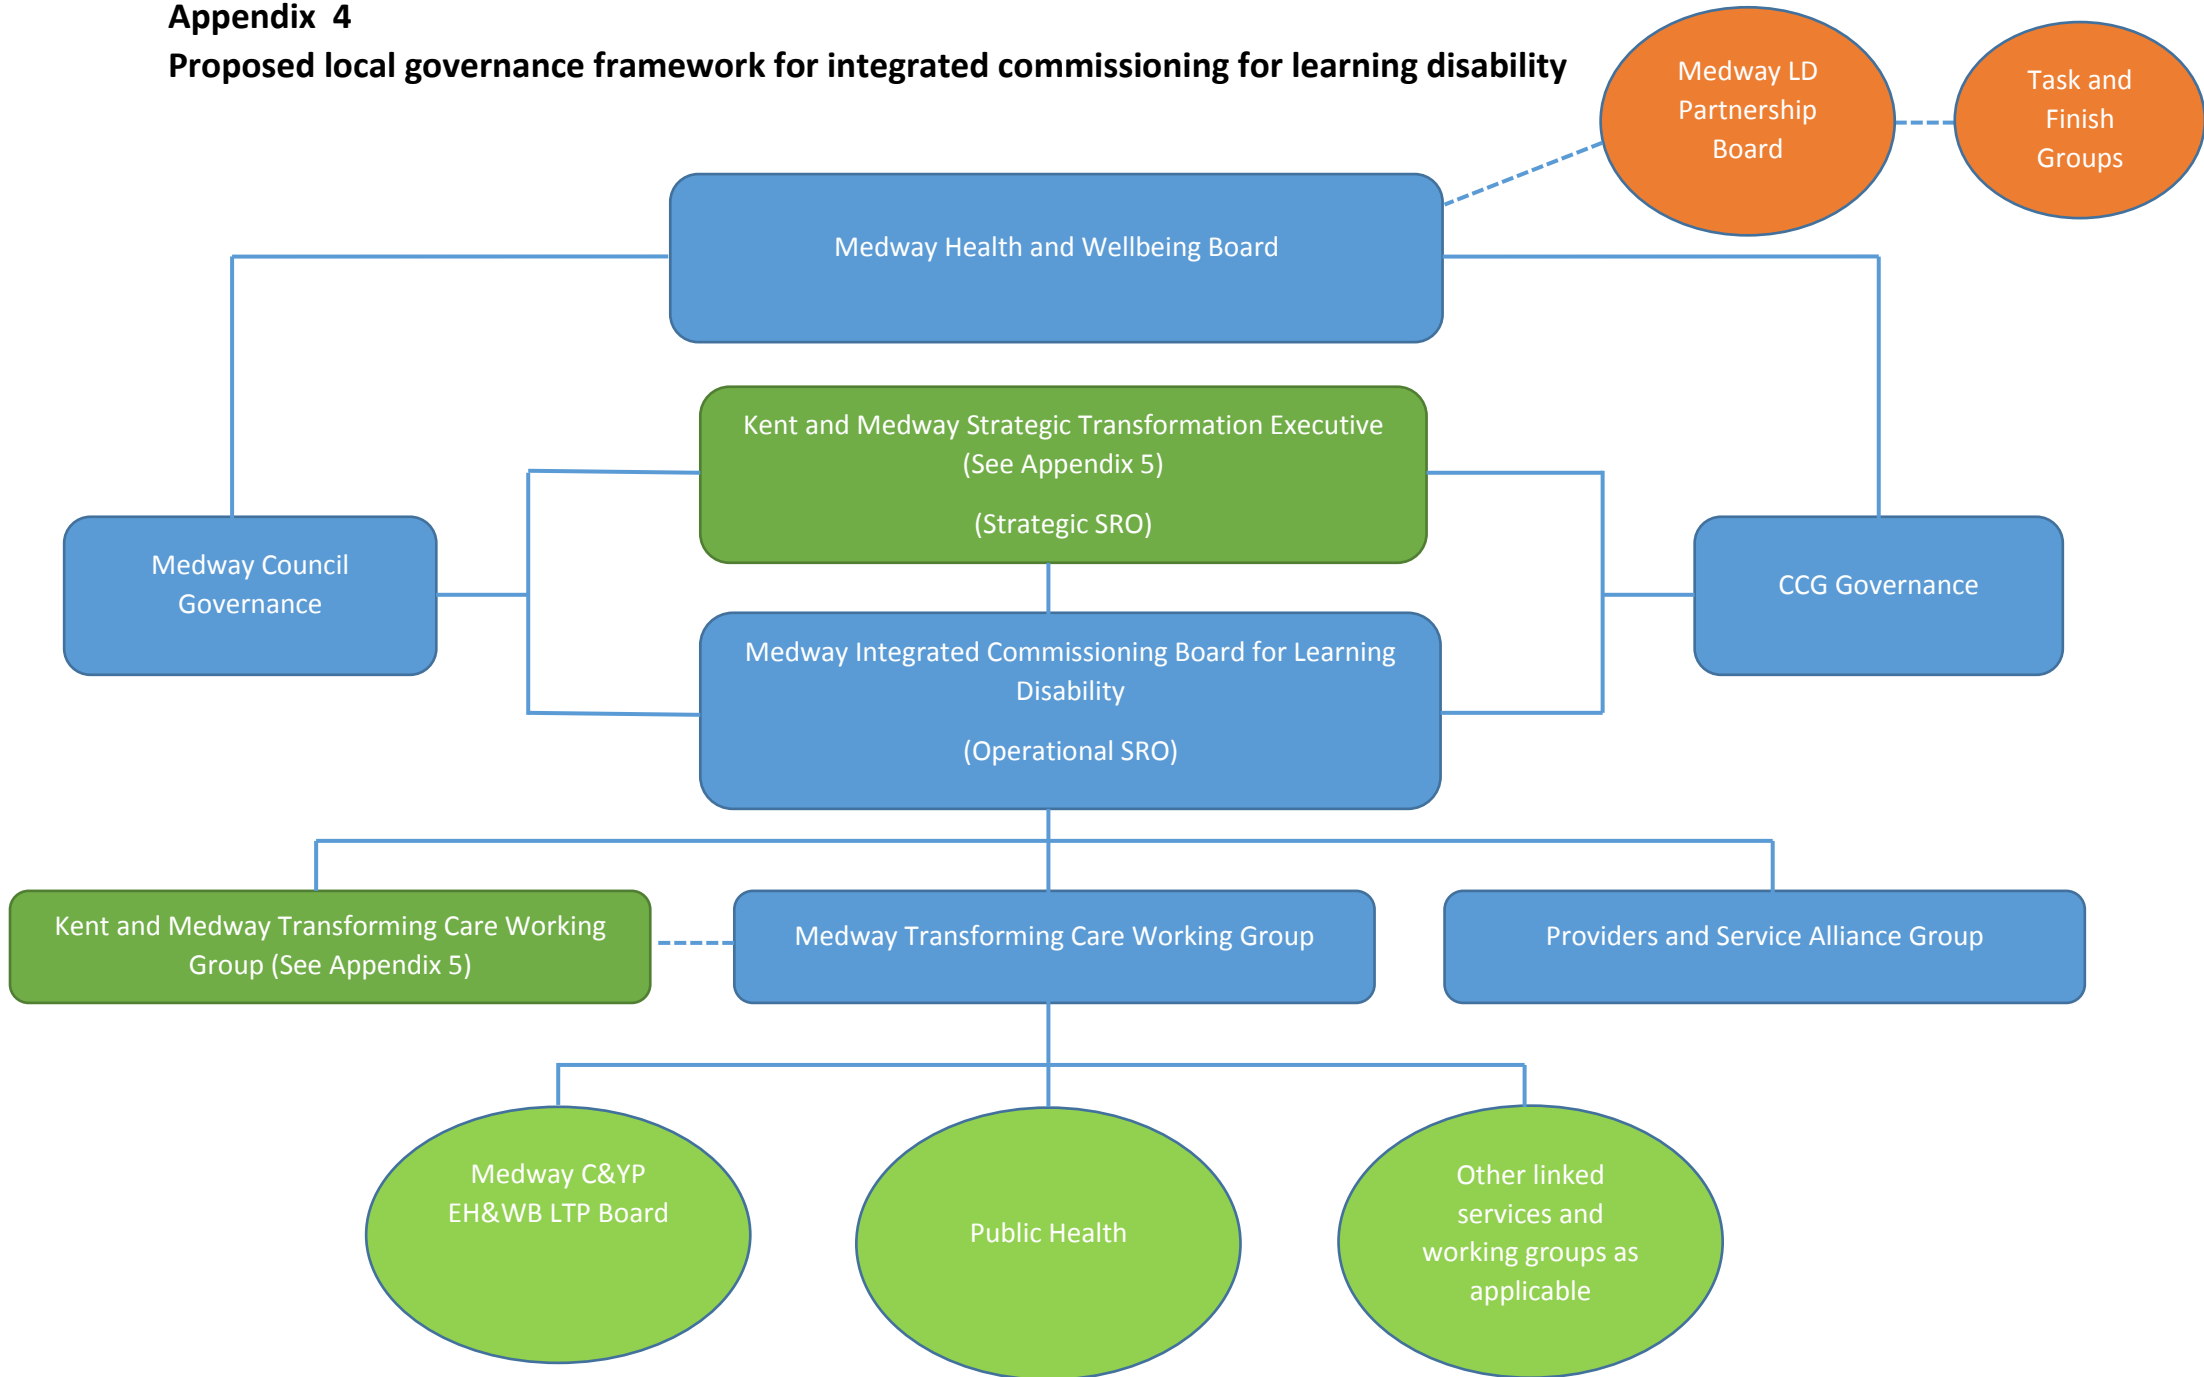 Appendix 4
Proposed local governance framework for integrated commissioning for learning disability
Medway LD
Partnership
Board
Task and
Finish
Groups
Medway Health and Wellbeing Board
Kent and Medway Strategic Transformation Executive
(See Appendix 5)
(Strategic SRO)
Medway Council
Governance
CCG Governance
Medway Integrated Commissioning Board for Learning
Disability
(Operational SRO)
Kent and Medway Transforming Care Working
Group (See Appendix 5)
Medway Transforming Care Working Group
Providers and Service Alliance Group
Medway C&YP
EH&WB LTP Board
Public Health
Other linked
services and
working groups as
applicable